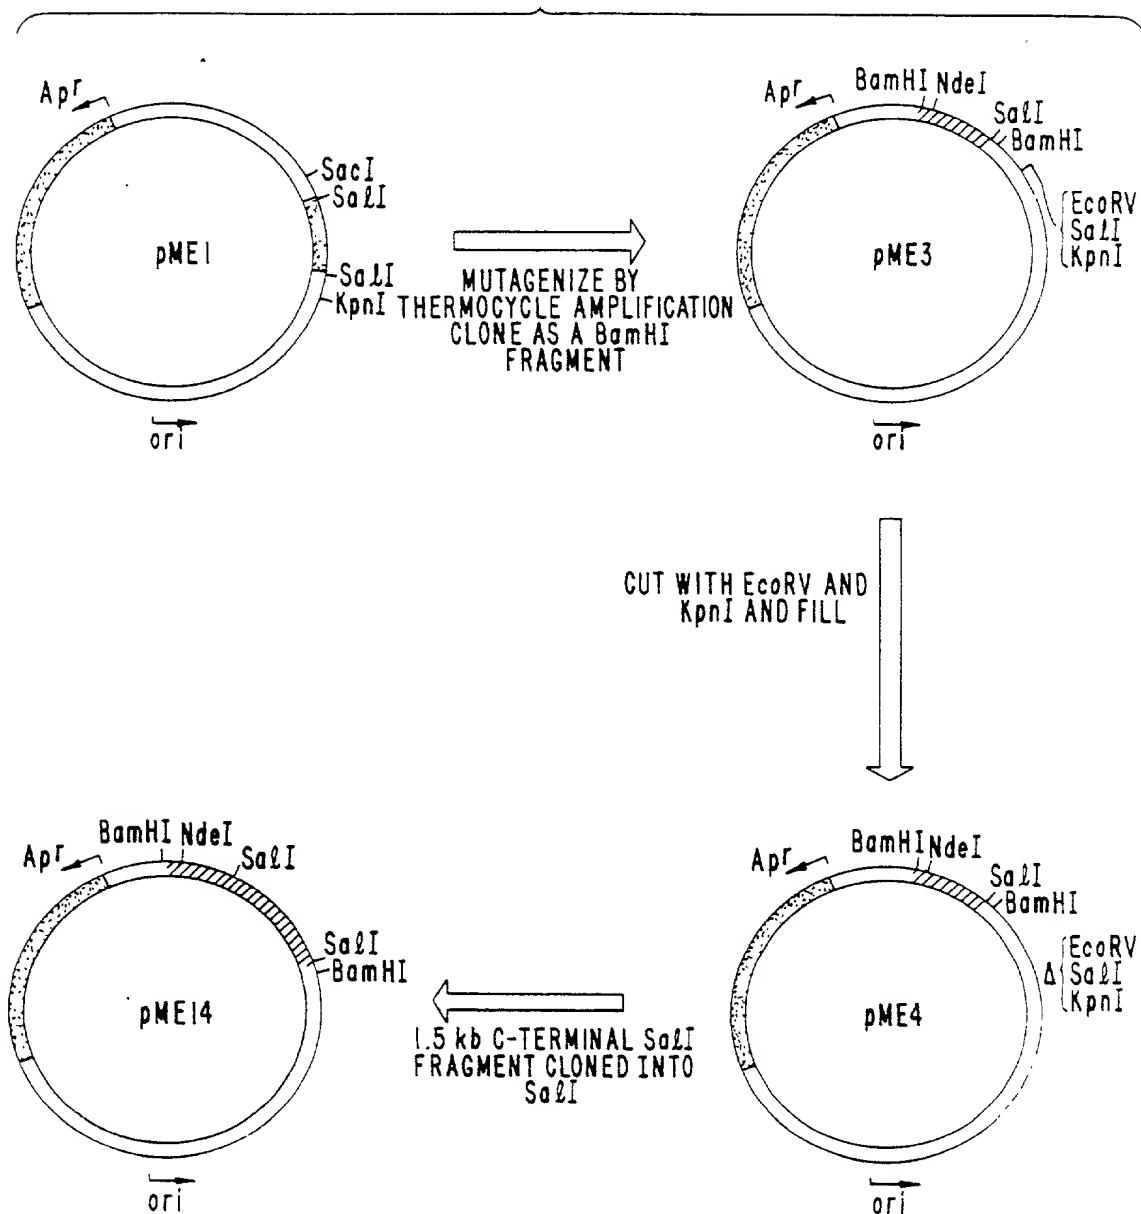 Apr
SacI
SalI
pME1
SalI
KpnI
ori
MUTAGENIZE BY
THERMOCYCLE AMPLIFICATION
CLONE AS A BamHI
FRAGMENT
BamHI NdeI
Apr
SalI
BamHI
EcoRV
SalI
KpnI
pME3
ori
CUT WITH EcoRV AND
KpnI AND FILL
BamHI NdeI
Apr
SalI
BamHI
Δ
EcoRV
SalI
KpnI
pME4
ori
1.5 kb C-TERMINAL SalI
FRAGMENT CLONED INTO
SalI
BamHI NdeI
Apr
SalI
SalI
BamHI
pME14
ori